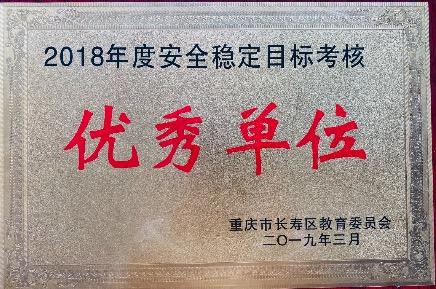 2018年度安全稳定目标考核
优秀单位
重庆市长寿区教育委员会
二〇一九年三月